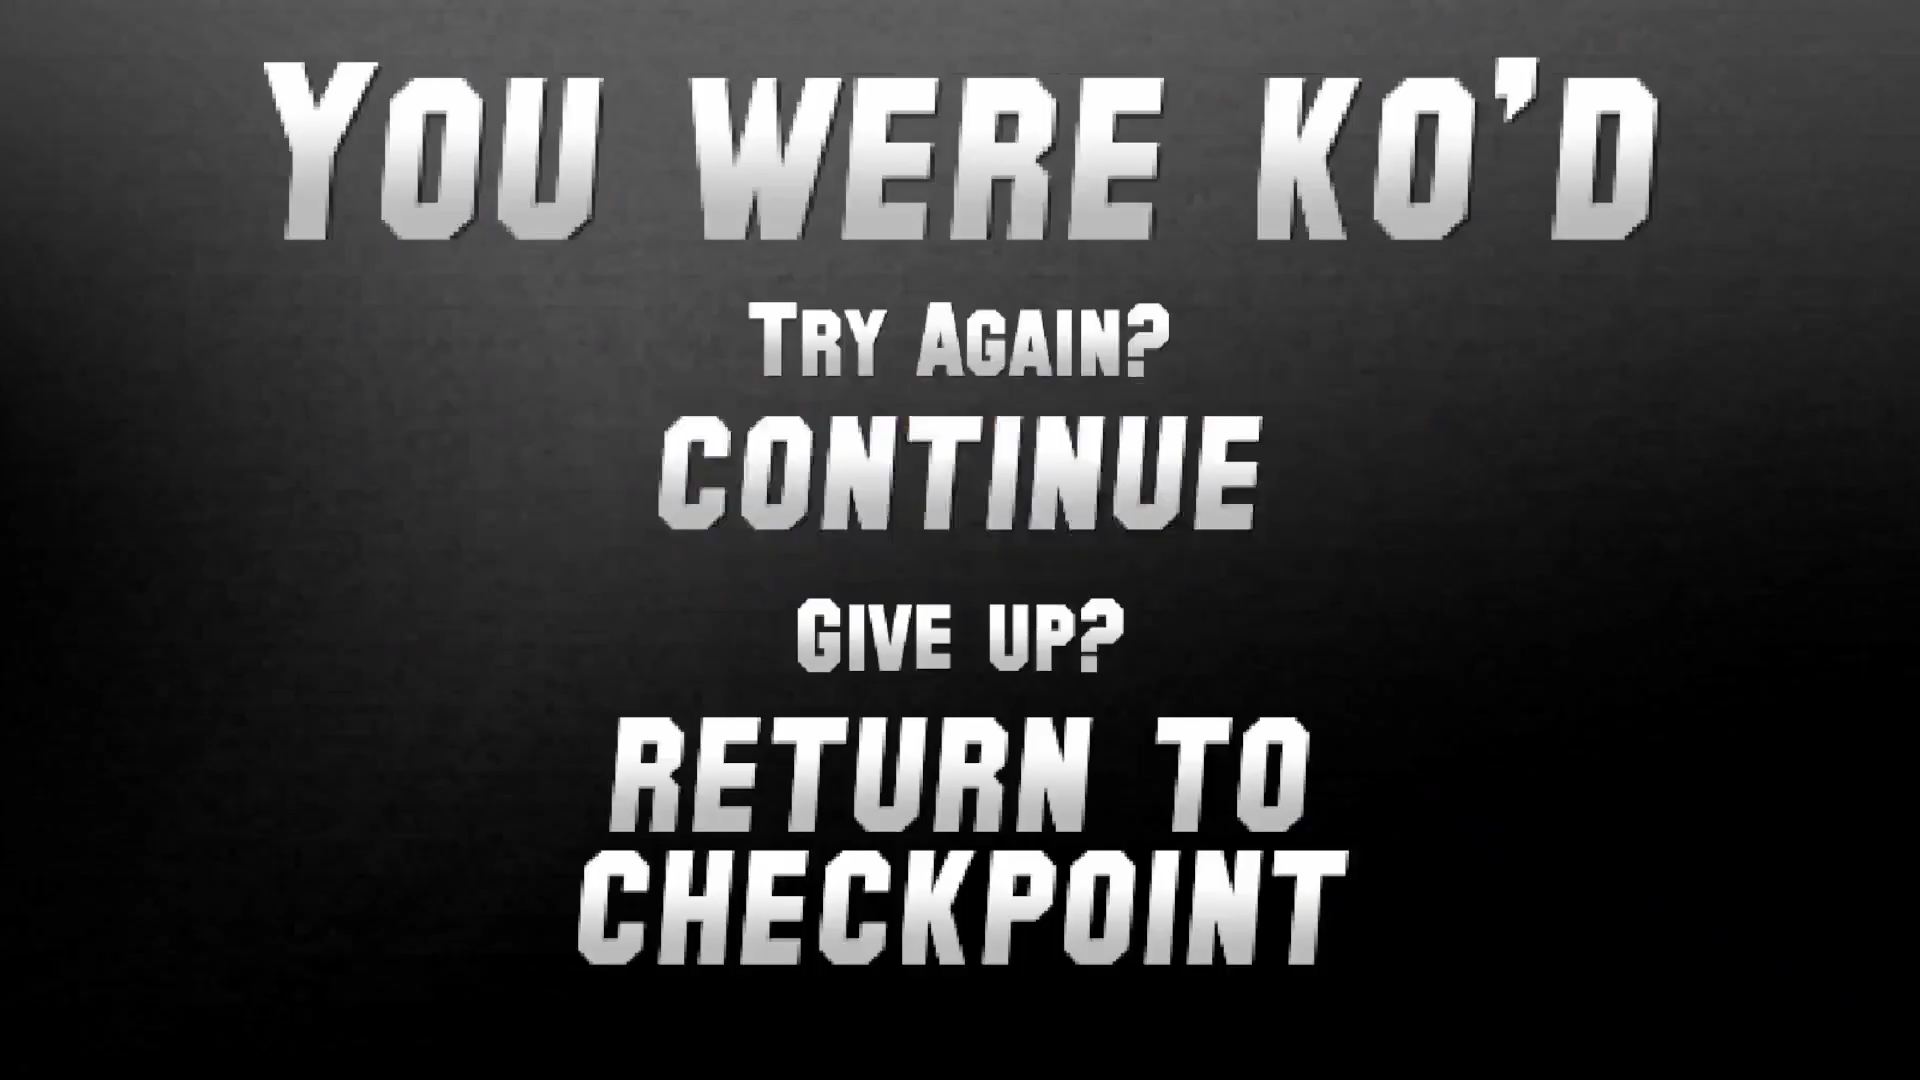 You were KO'd
Try Again?
CONTINUE
Give up?
RETURN TO
CHECKPOINT